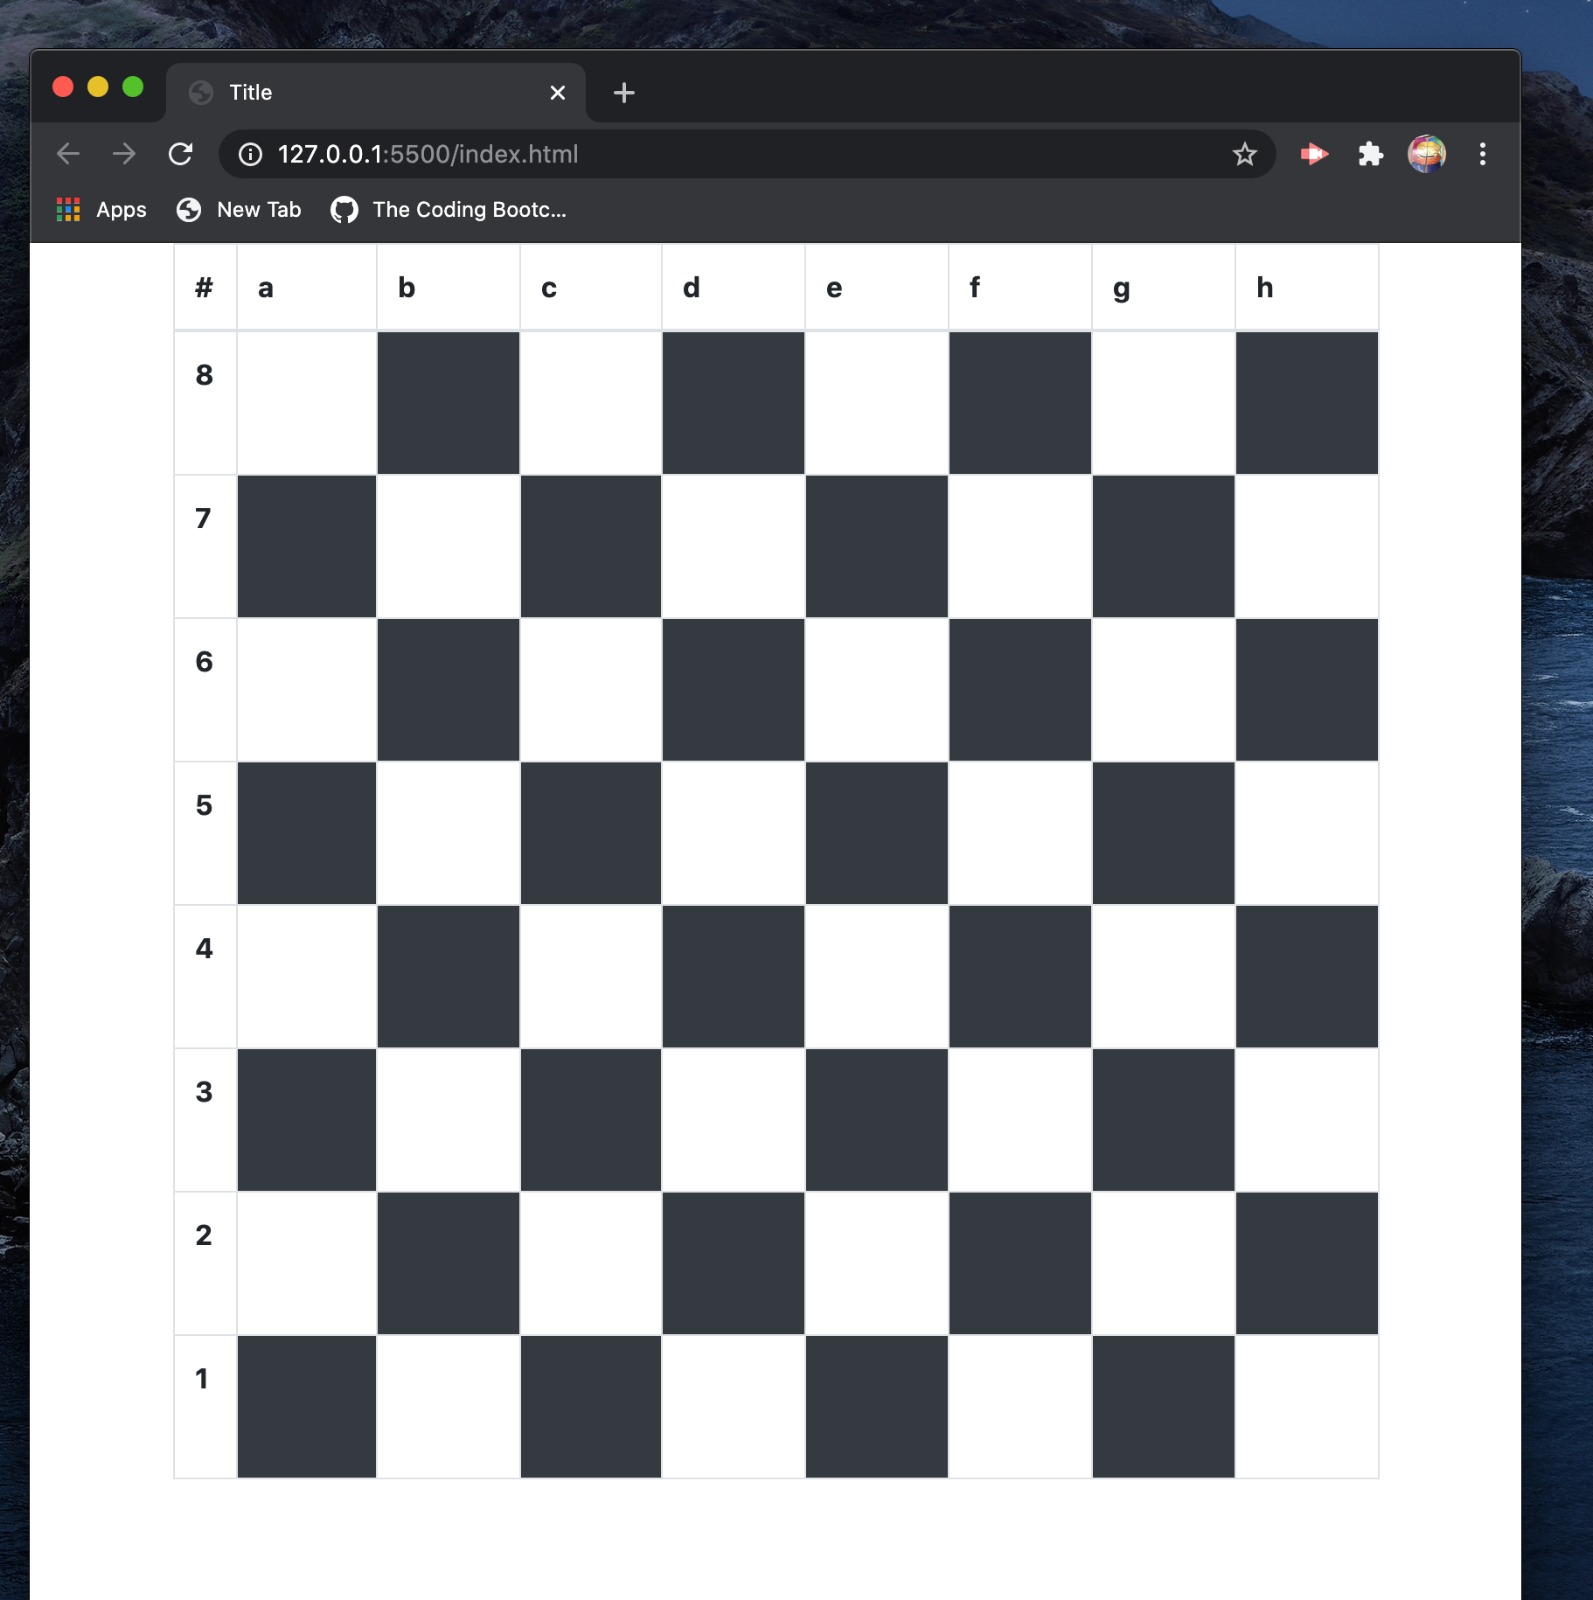 Title
127.0.0.1:5500/index.html
Apps New Tab The Coding Bootc...
# a b c d e f g h
8
7
6
5
4
3
2
1